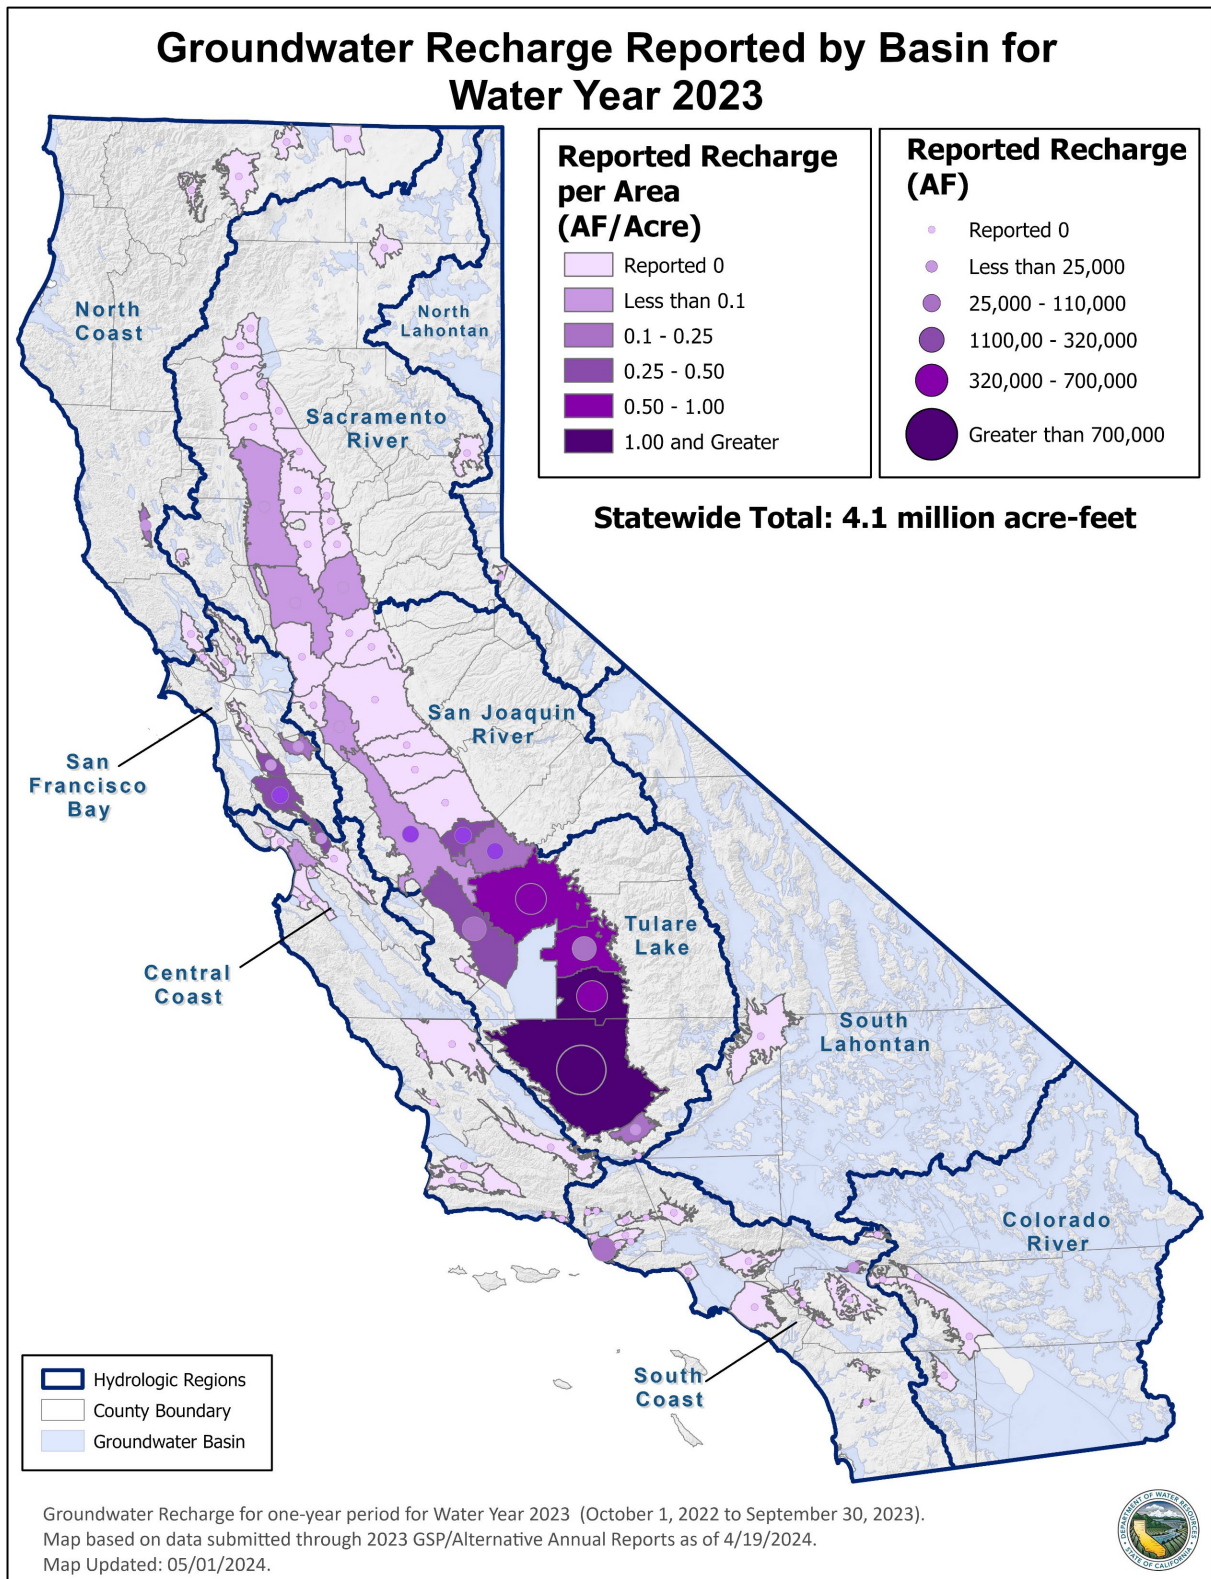 Groundwater Recharge Reported by Basin for
Water Year 2023
Reported Recharge
per Area
(AF/Acre)
Reported 0
Less than 0.1
0.1 - 0.25
0.25 - 0.50
0.50 - 1.00
1.00 and Greater
Reported Recharge
(AF)
Reported 0
Less than 25,000
25,000 - 110,000
1100,00 - 320,000
320,000 - 700,000
Greater than 700,000
Statewide Total: 4.1 million acre-feet
North
Coast
North
Lahontan
Sacramento
River
San Joaquin
River
San
Francisco
Bay
Tulare
Lake
Central
Coast
South
Lahontan
Colorado
River
South
Coast
Hydrologic Regions
County Boundary
Groundwater Basin
Groundwater Recharge for one-year period for Water Year 2023 (October 1, 2022 to September 30, 2023).
Map based on data submitted through 2023 GSP/Alternative Annual Reports as of 4/19/2024.
Map Updated: 05/01/2024.
DEPARTMENT OF WATER RESOURCES
STATE OF CALIFORNIA